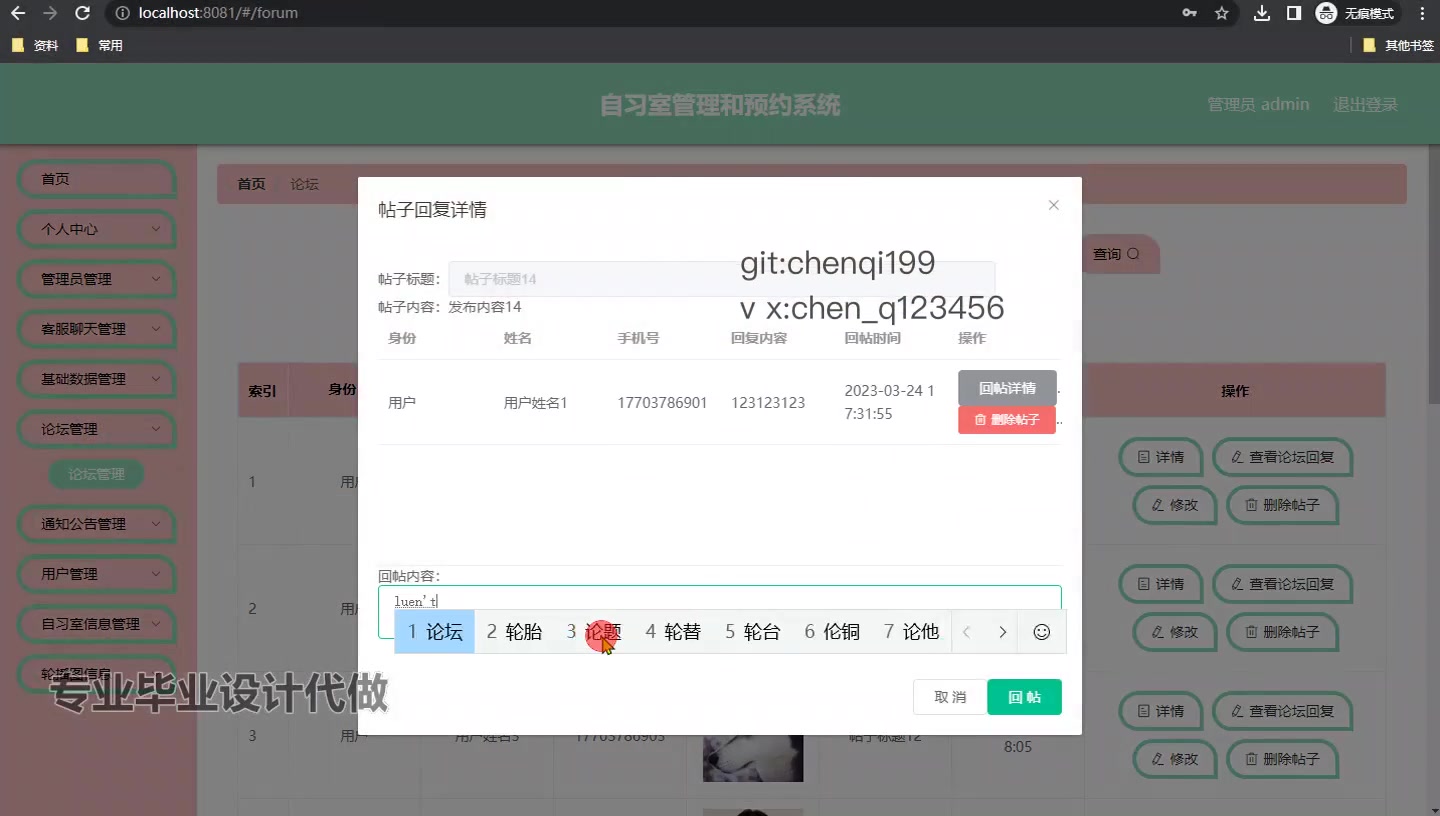 localhost:8081/#/forum
无痕模式
资料
常用
其他书签
自习室管理和预约系统
管理员 admin
退出登录
首页
个人中心
管理员管理
客服聊天管理
基础数据管理
论坛管理
论坛管理
通知公告管理
用户管理
自习室信息管理
轮播图信息
首页 论坛
查询
索引
身份
操作
1
用户
详情
查看论坛回复
修改
删除帖子
2
用户
详情
查看论坛回复
修改
删除帖子
3
用户
用户姓名3
17703786903
帖子标题12
8:05
详情
查看论坛回复
修改
删除帖子
帖子回复详情
帖子标题：
帖子标题14
git:chenqi199
帖子内容：
发布内容14
v x:chen_q123456
身份 姓名 手机号 回复内容 回帖时间 操作
用户 用户姓名1 17703786901 123123123
2023-03-24 1
7:31:55
回帖详情
删除帖子
回帖内容：
luen't
1 论坛 2 轮胎 3 论题 4 轮替 5 轮台 6 伦铜 7 论他
取 消
回 帖
专业毕业设计代做